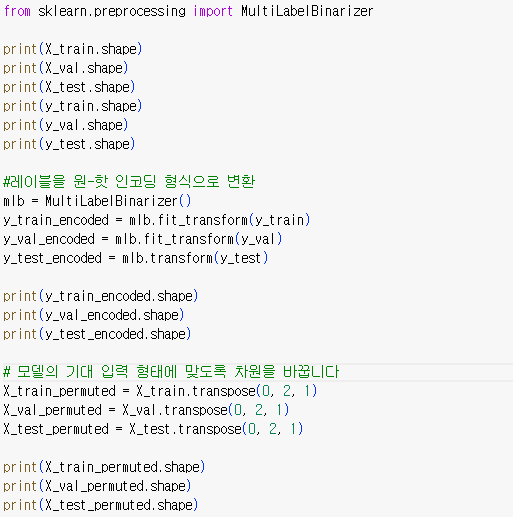 from sklearn.preprocessing import MultiLabelBinarizer
print(X_train.shape)
print(X_val.shape)
print(X_test.shape)
print(y_train.shape)
print(y_val.shape)
print(y_test.shape)
#레이블을 원-핫 인코딩 형식으로 변환
mlb = MultiLabelBinarizer()
y_train_encoded = mlb.fit_transform(y_train)
y_val_encoded = mlb.fit_transform(y_val)
y_test_encoded = mlb.transform(y_test)
print(y_train_encoded.shape)
print(y_val_encoded.shape)
print(y_test_encoded.shape)
# 모델의 기대 입력 형태에 맞도록 차원을 바꿉니다
X_train_permuted = X_train.transpose(0, 2, 1)
X_val_permuted = X_val.transpose(0, 2, 1)
X_test_permuted = X_test.transpose(0, 2, 1)
print(X_train_permuted.shape)
print(X_val_permuted.shape)
print(X_test_permuted.shape)